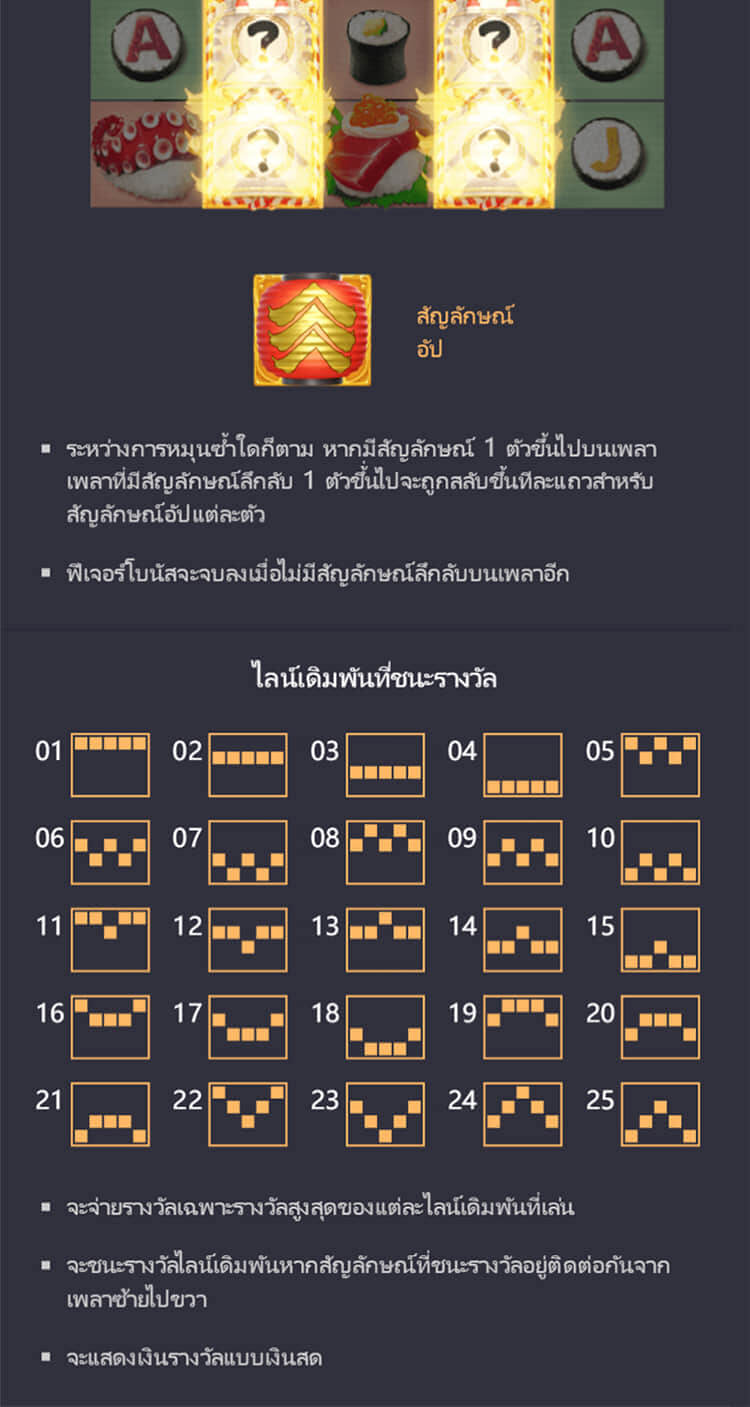 A
?
?
A
?
?
J
สัญลักษณ์
อัป
ระหว่างการหมุนซ้ำใดก็ตาม หากมีสัญลักษณ์ 1 ตัวขึ้นไปบนเพลา
เพลาที่มีสัญลักษณ์ลึกลับ 1 ตัวขึ้นไปจะถูกสลับขึ้นทีละแถวสำหรับ
สัญลักษณ์อัปแต่ละตัว
ฟีเจอร์โบนัสจะจบลงเมื่อไม่มีสัญลักษณ์ลึกลับบนเพลาอีก
ไลน์เดิมพันที่ชนะรางวัล
01 02 03 04 05
06 07 08 09 10
11 12 13 14 15
16 17 18 19 20
21 22 23 24 25
จะจ่ายรางวัลเฉพาะรางวัลสูงสุดของแต่ละไลน์เดิมพันที่เล่น
จะชนะรางวัลไลน์เดิมพันหากสัญลักษณ์ที่ชนะรางวัลอยู่ติดต่อกันจาก
เพลาซ้ายไปขวา
จะแสดงเงินรางวัลแบบเงินสด